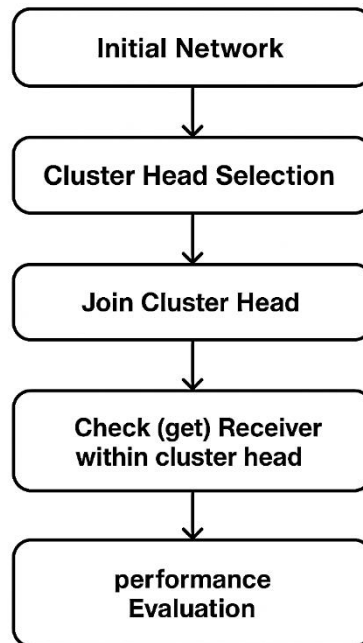 Initial Network
Cluster Head Selection
Join Cluster Head
Check (get) Receiver
within cluster head
performance
Evaluation